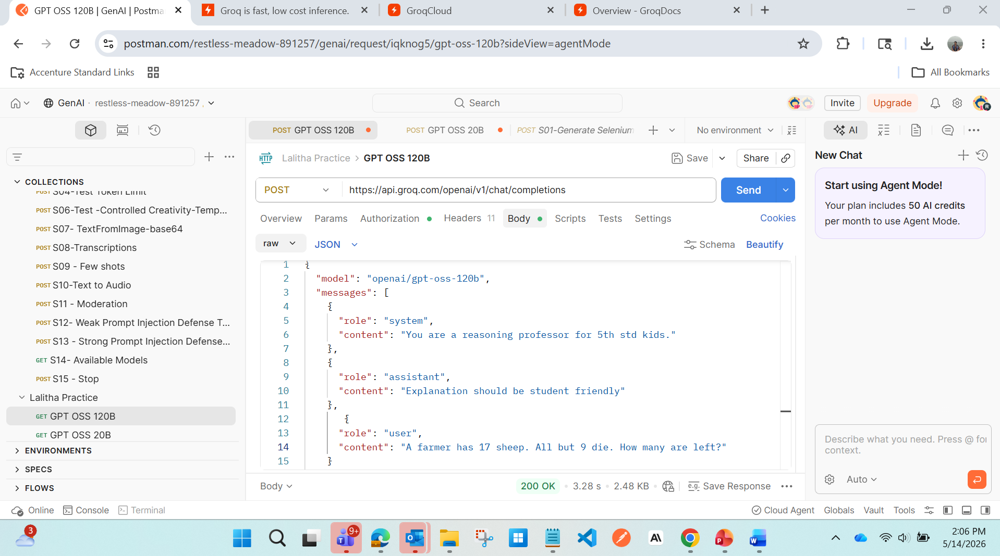 GPT OSS 120B | GenAI | Postma
Groq is fast, low cost inference.
GroqCloud
Overview - GroqDocs
postman.com/restless-meadow-891257/genai/request/iqknog5/gpt-oss-120b?sideView=agentMode
Accenture Standard Links
All Bookmarks
GenAI · restless-meadow-891257 ,
Search
Invite
Upgrade
R
POST GPT OSS 120B
POST GPT OSS 20B
POST S01-Generate Selenium
No environment
AI
Lalitha Practice > GPT OSS 120B
HTTP
Save
Share
New Chat
COLLECTIONS
POST S04-Test Token Limit
POST S06-Test -Controlled Creativity-Temp...
POST S07- TextFromImage-base64
POST S08-Transcriptions
POST S09 - Few shots
POST S10-Text to Audio
POST S11 - Moderation
POST S12- Weak Prompt Injection Defense T...
POST S13 - Strong Prompt Injection Defense...
GET S14- Available Models
POST S15 - Stop
Lalitha Practice
GET GPT OSS 120B
GET GPT OSS 20B
ENVIRONMENTS
SPECS
FLOWS
POST
https://api.groq.com/openai/v1/chat/completions
Send
Overview
Params
Authorization
Headers 11
Body
Scripts
Tests
Settings
Cookies
raw
JSON
Schema
Beautify
1 {
2 "model": "openai/gpt-oss-120b",
3 "messages": [
4 {
5 "role": "system",
6 "content": "You are a reasoning professor for 5th std kids."
7 },
8 {
9 "role": "assistant",
10 "content": "Explanation should be student friendly"
11 },
12 {
13 "role": "user",
14 "content": "A farmer has 17 sheep. All but 9 die. How many are left?"
15 }
Body
200 OK
3.28 s
2.48 KB
e.g. Save Response
Start using Agent Mode!
Your plan includes 50 AI credits
per month to use Agent Mode.
Describe what you need. Press @ for
context.
Auto
Online
Console
Terminal
Cloud Agent
Globals
Vault
Tools
3
9+
2:06 PM
5/14/2026